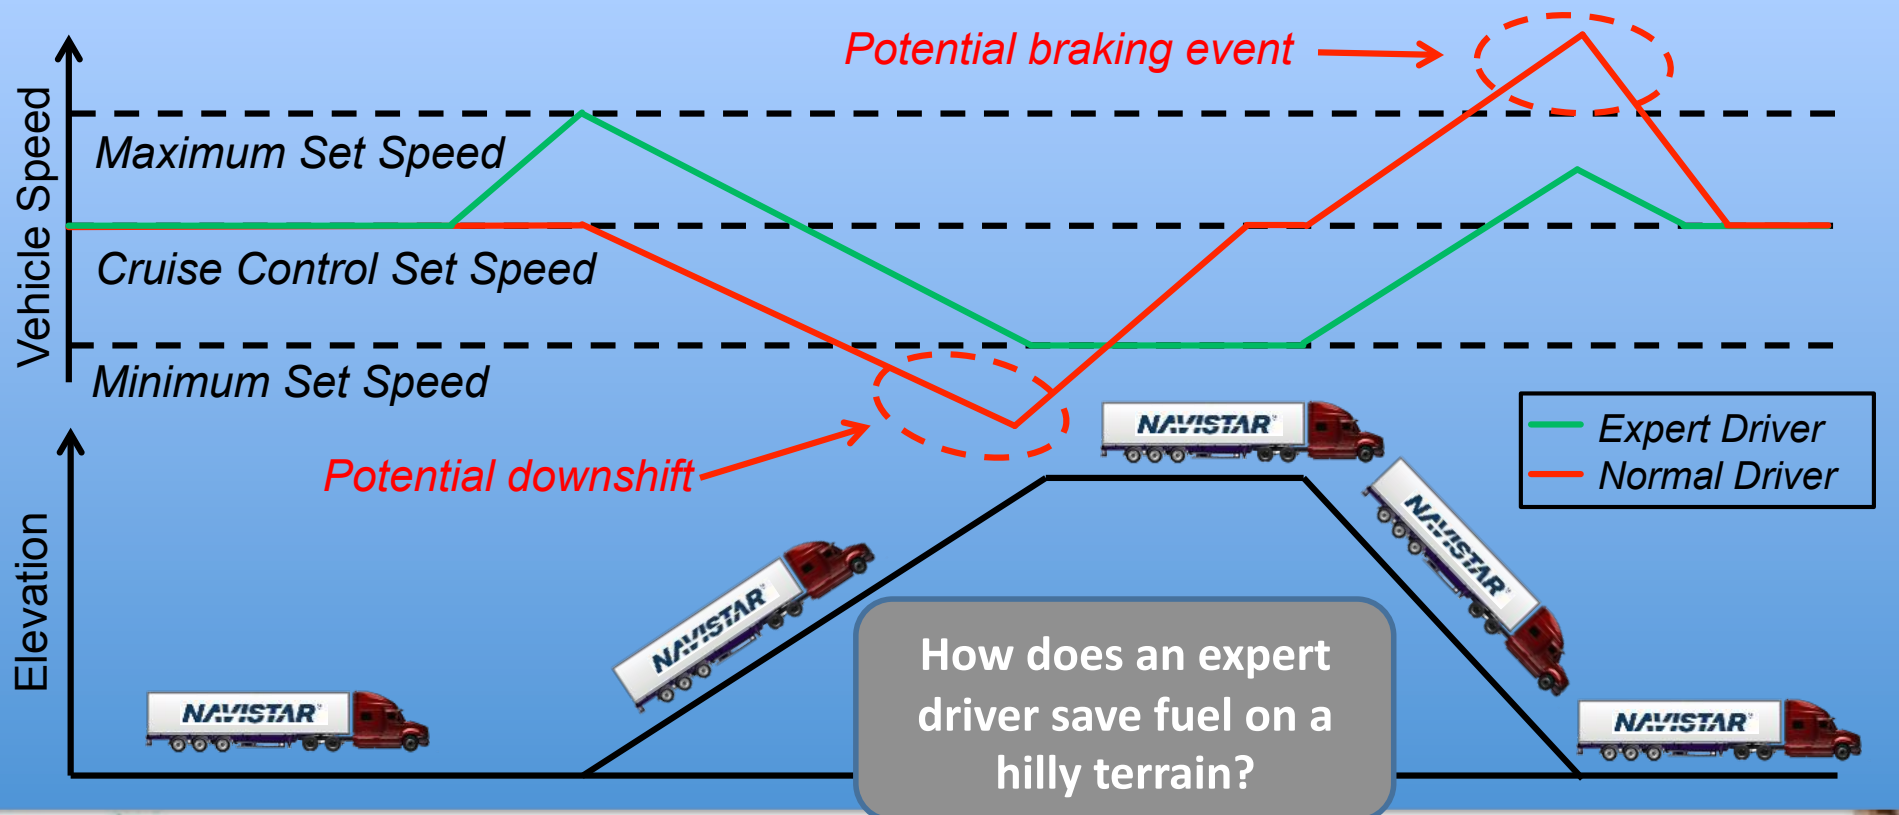 Potential braking event
Vehicle Speed
Maximum Set Speed
Cruise Control Set Speed
Minimum Set Speed
Potential downshift
Expert Driver
Normal Driver
Elevation
NAVISTAR
NAVISTAR
NAVISTAR
NAVISTAR
NAVISTAR
How does an expert
driver save fuel on a
hilly terrain?